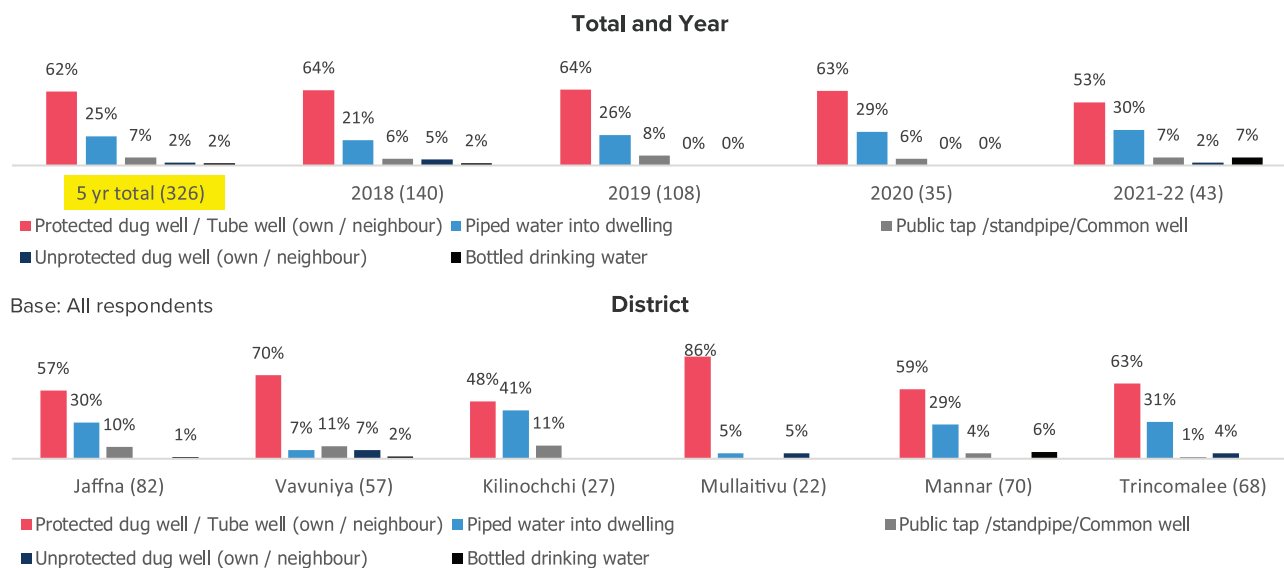 Total and Year
62% 25% 7% 2% 2% 64% 21% 6% 5% 2% 64% 26% 8% 0% 0% 63% 29% 6% 0% 0% 53% 30% 7% 2% 7%
5 yr total (326) 2018 (140) 2019 (108) 2020 (35) 2021-22 (43)
Protected dug well / Tube well (own / neighbour) Piped water into dwelling Public tap /standpipe/Common well
Unprotected dug well (own / neighbour) Bottled drinking water
Base: All respondents District
57% 30% 10% 1% 70% 7% 11% 7% 2% 48% 41% 11% 86% 5% 5% 59% 29% 4% 6% 63% 31% 1% 4%
Jaffna (82) Vavuniya (57) Kilinochchi (27) Mullaitivu (22) Mannar (70) Trincomalee (68)
Protected dug well / Tube well (own / neighbour) Piped water into dwelling Public tap /standpipe/Common well
Unprotected dug well (own / neighbour) Bottled drinking water